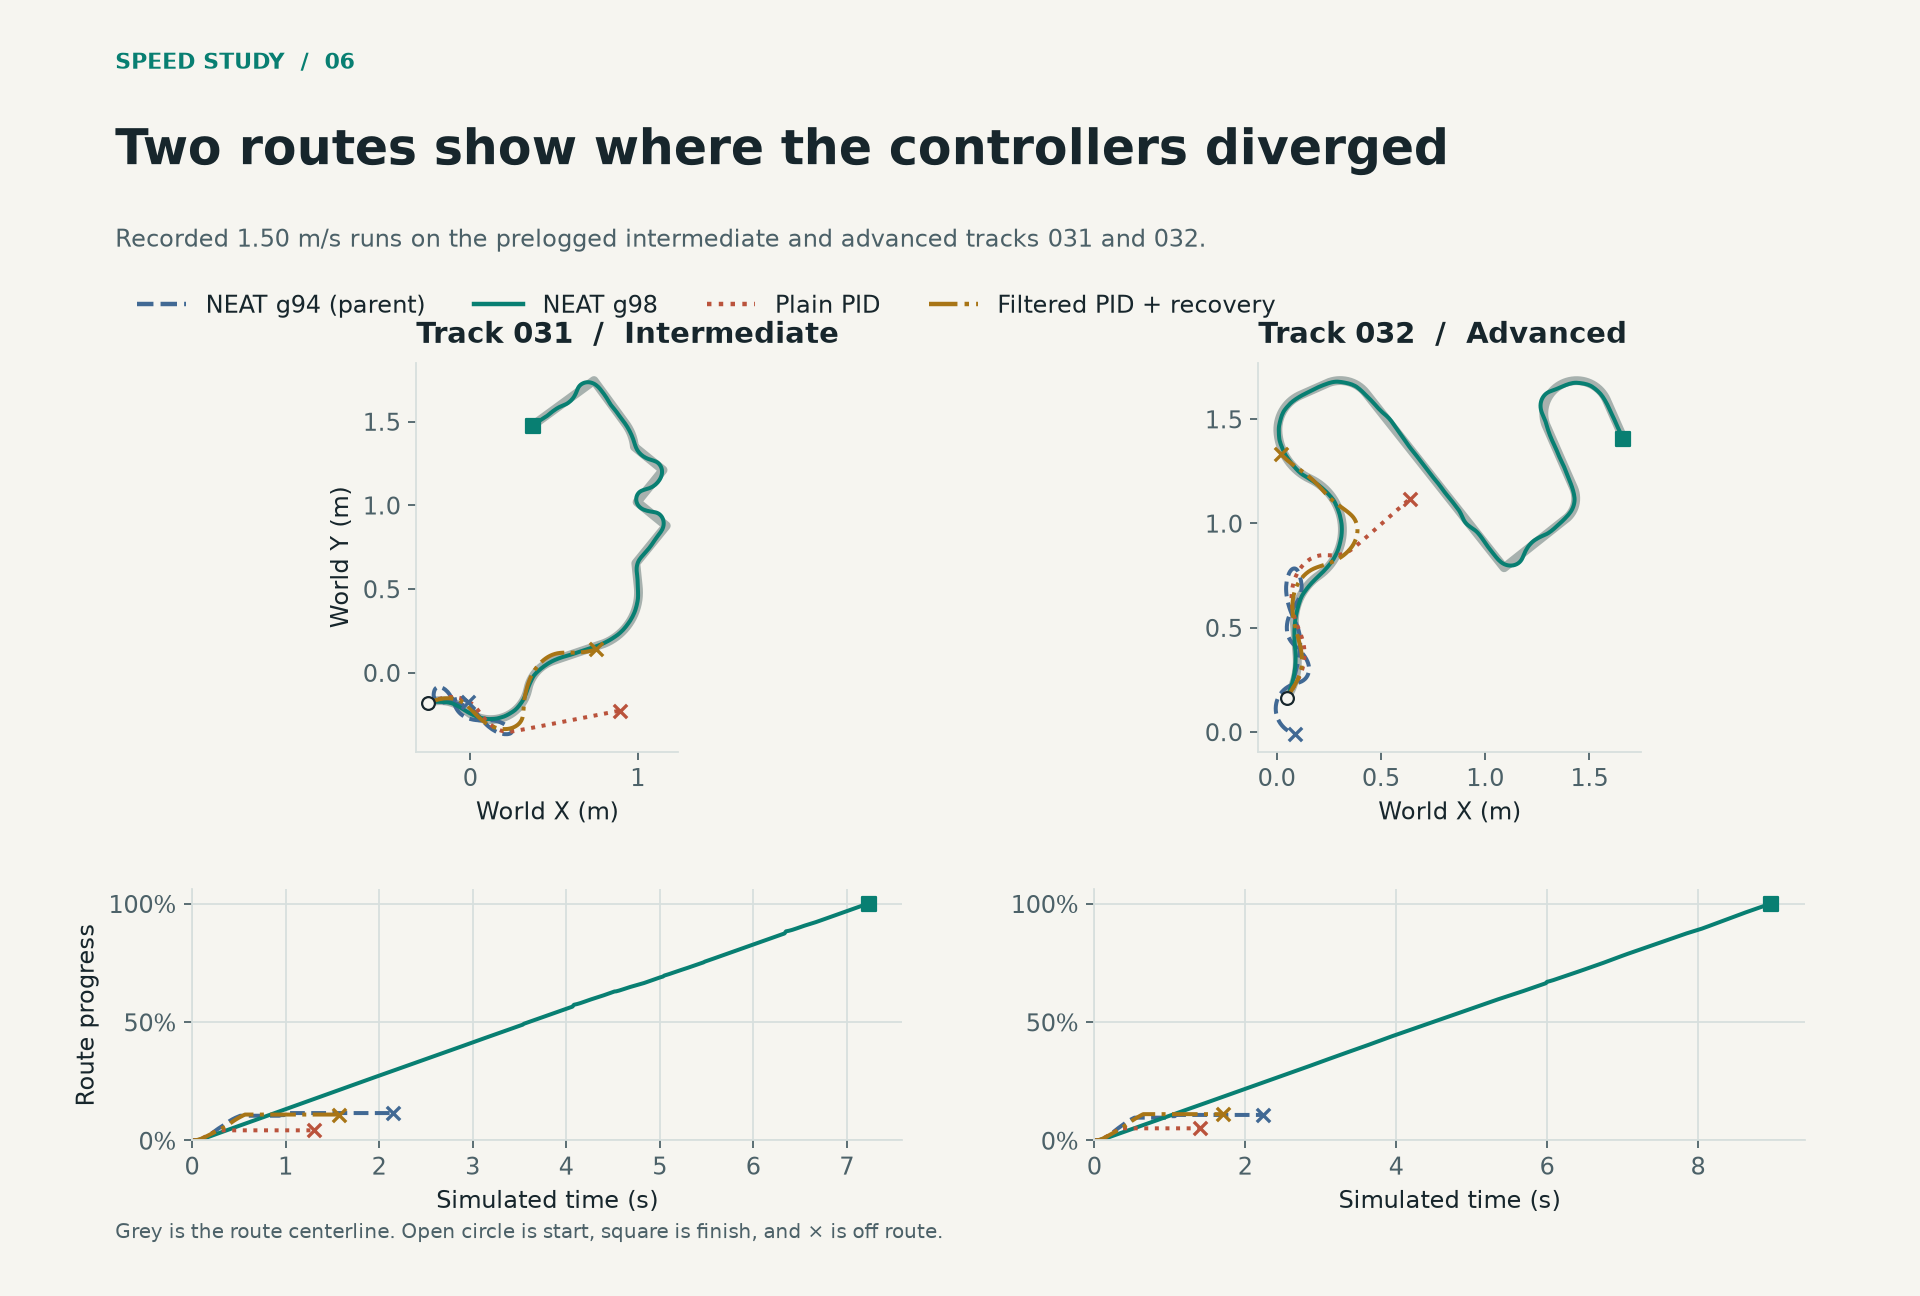 SPEED STUDY / 06
Two routes show where the controllers diverged
Recorded 1.50 m/s runs on the prelogged intermediate and advanced tracks 031 and 032.
NEAT g94 (parent) NEAT g98 Plain PID Filtered PID + recovery
Track 031 / Intermediate
World Y (m)
1.5
1.0
0.5
0.0
0 1
World X (m)
Track 032 / Advanced
1.5
1.0
0.5
0.0
0.0 0.5 1.0 1.5
World X (m)
Route progress
100%
50%
0%
0 1 2 3 4 5 6 7
Simulated time (s)
100%
50%
0%
0 2 4 6 8
Simulated time (s)
Grey is the route centerline. Open circle is start, square is finish, and × is off route.